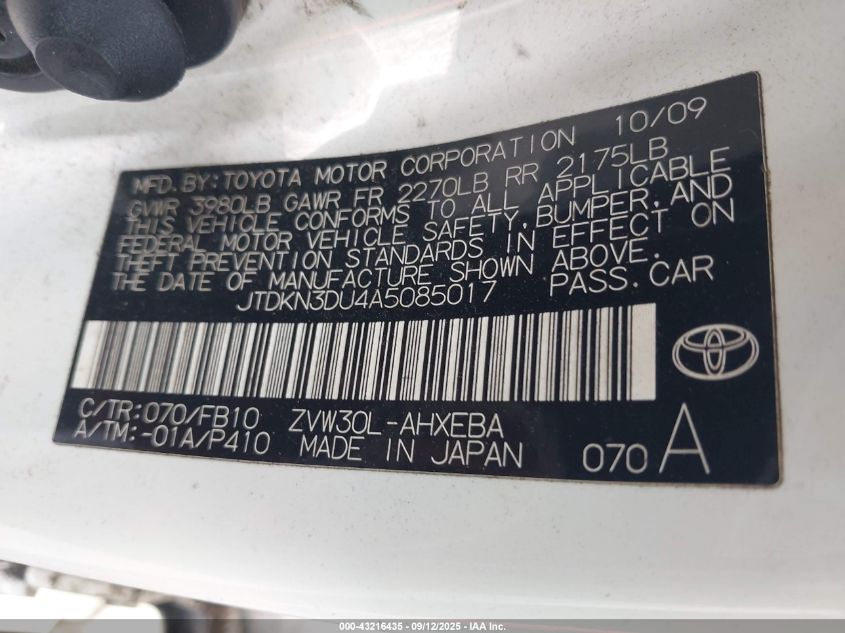 MFD. BY: TOYOTA MOTOR CORPORATION 10/09
GVWR 3980LB GAWR FR 2270LB RR 2175LB
THIS VEHICLE CONFORMS TO ALL APPLICABLE
FEDERAL MOTOR VEHICLE SAFETY, BUMPER, AND
THEFT PREVENTION STANDARDS IN EFFECT ON
THE DATE OF MANUFACTURE SHOWN ABOVE.
JTDKN3DU4A5085017 PASS. CAR
C/TR: 070/FB10 ZVW30L-AHXEBA
A/TM: -01A/P410 MADE IN JAPAN 070 A
000-43216435 - 09/12/2025 - IAA Inc.